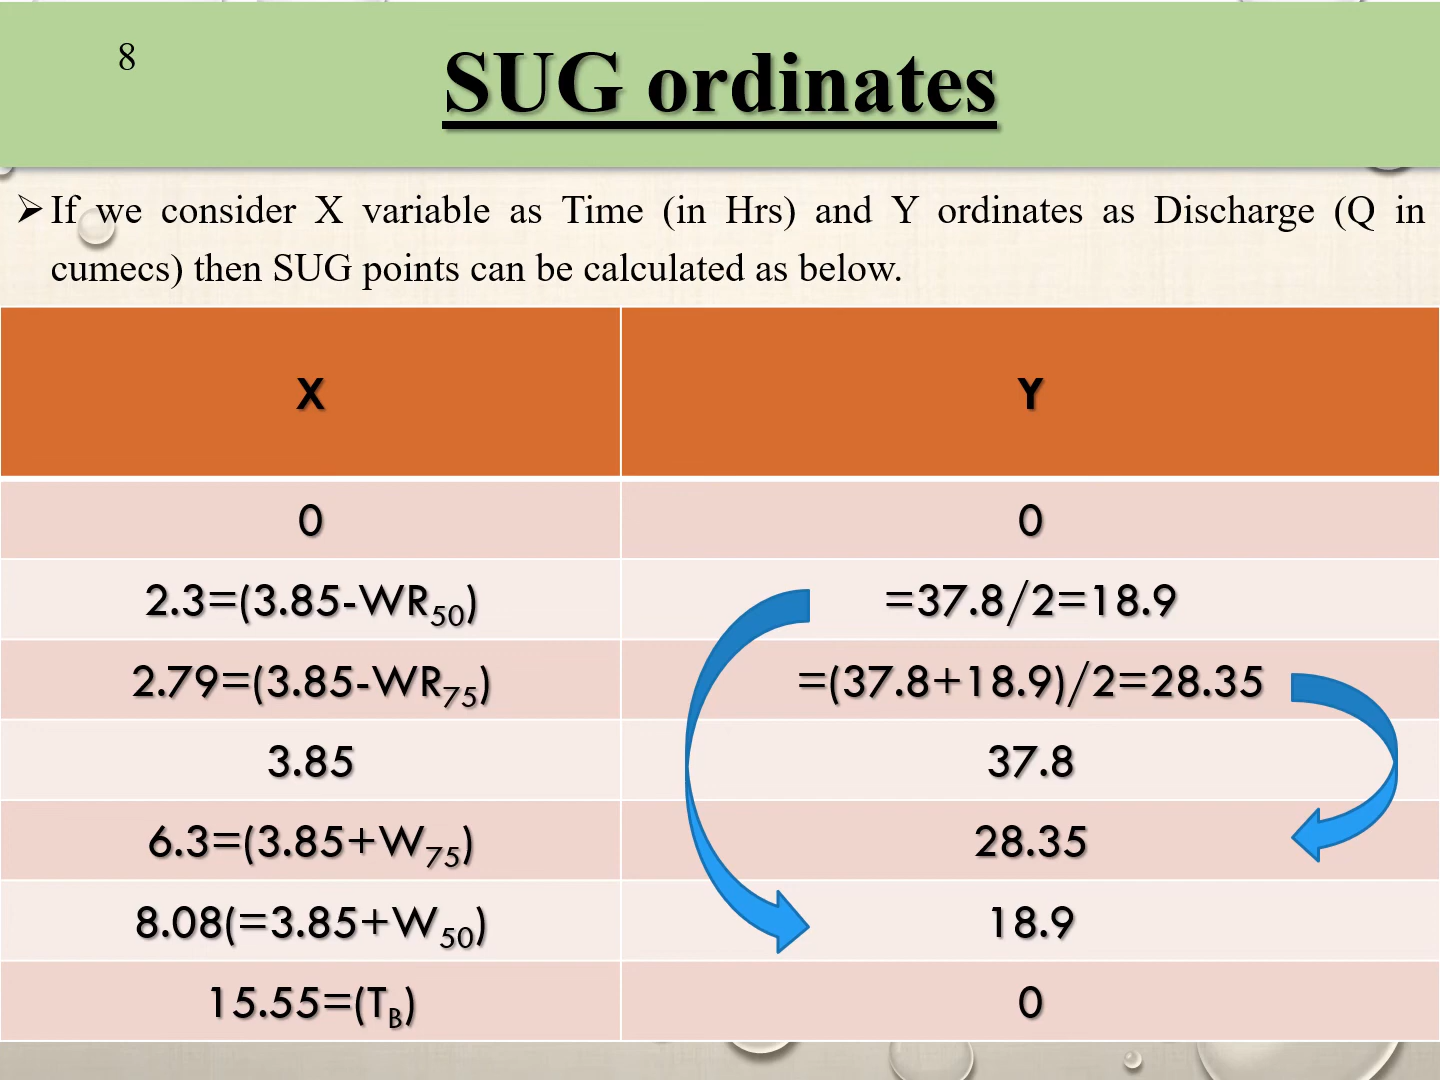 8
SUG ordinates
➢ If we consider X variable as Time (in Hrs) and Y ordinates as Discharge (Q in
cumecs) then SUG points can be calculated as below.
X Y
0 0
2.3=(3.85-WR50) =37.8/2=18.9
2.79=(3.85-WR75) =(37.8+18.9)/2=28.35
3.85 37.8
6.3=(3.85+W75) 28.35
8.08(=3.85+W50) 18.9
15.55=(TB) 0